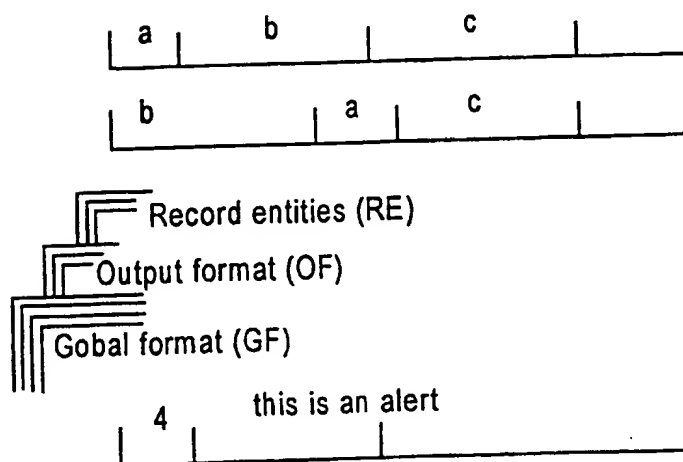 a b c
b a c
Record entities (RE)
Output format (OF)
Gobal format (GF)
this is an alert
4